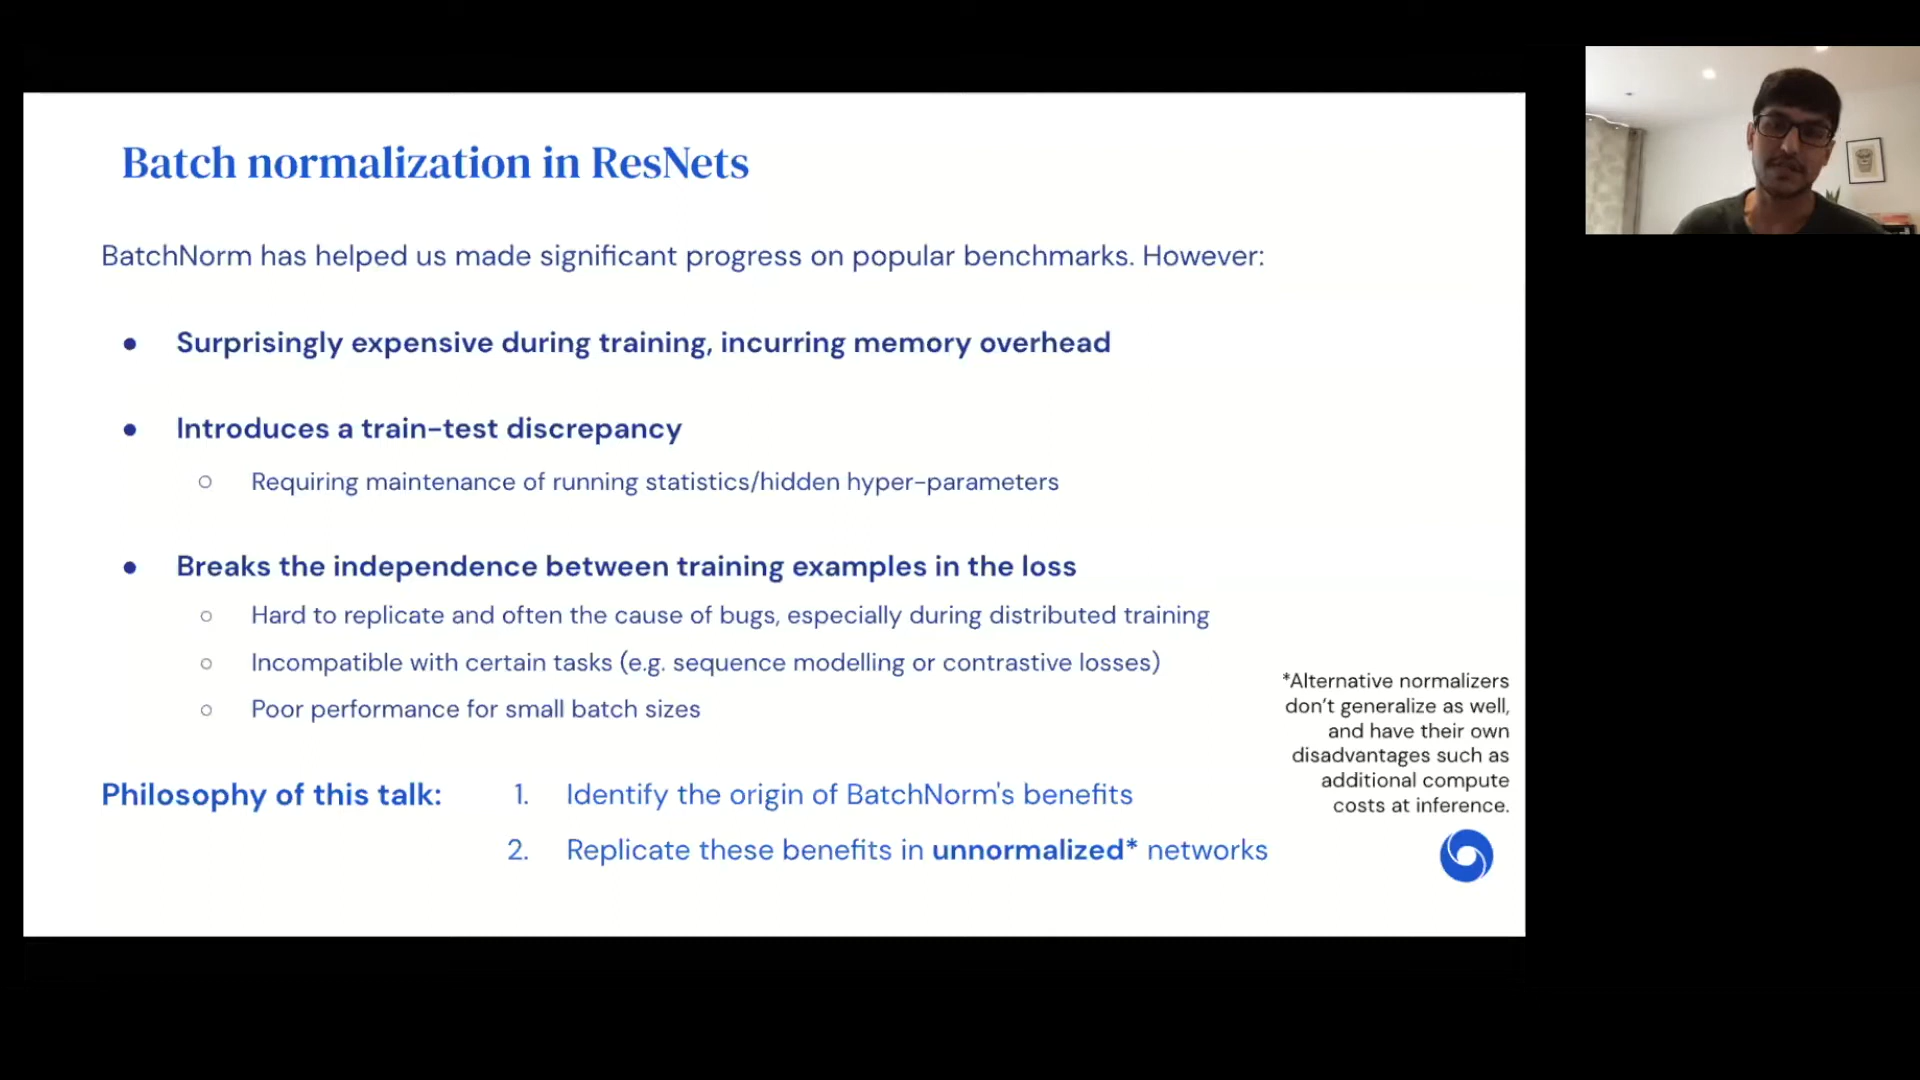 Batch normalization in ResNets
BatchNorm has helped us made significant progress on popular benchmarks. However:
● Surprisingly expensive during training, incurring memory overhead
● Introduces a train-test discrepancy
○ Requiring maintenance of running statistics/hidden hyper-parameters
● Breaks the independence between training examples in the loss
○ Hard to replicate and often the cause of bugs, especially during distributed training
○ Incompatible with certain tasks (e.g. sequence modelling or contrastive losses)
○ Poor performance for small batch sizes
*Alternative normalizers
don't generalize as well,
and have their own
disadvantages such as
additional compute
costs at inference.
Philosophy of this talk: 1. Identify the origin of BatchNorm's benefits
2. Replicate these benefits in unnormalized* networks